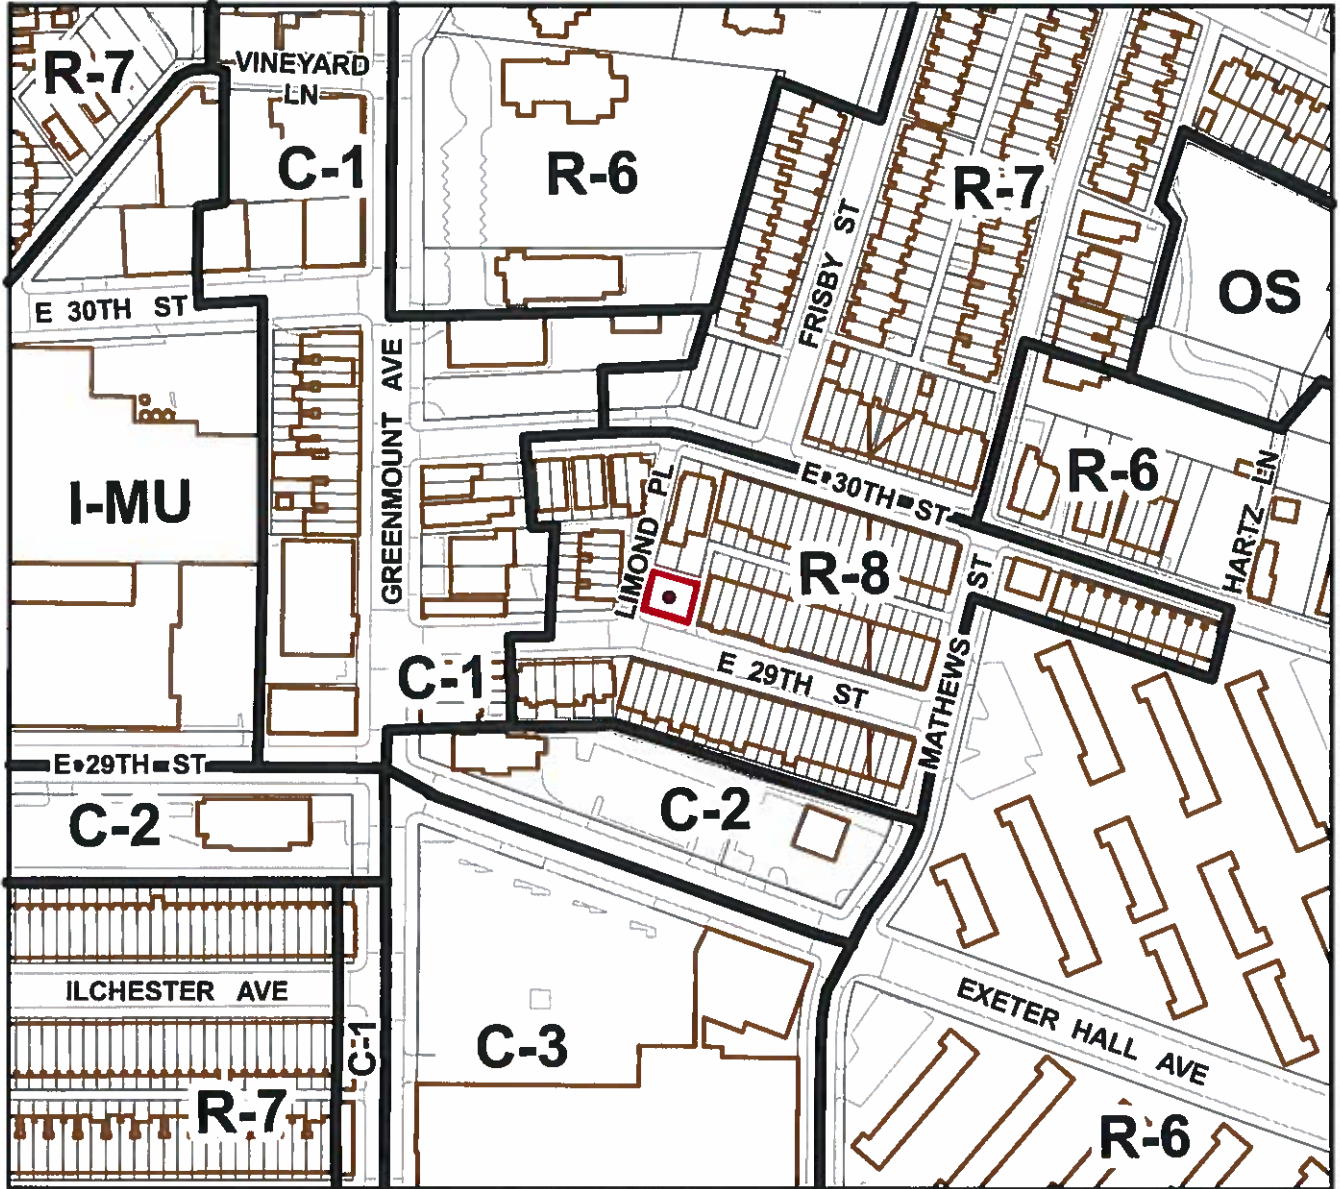 R-7
VINEYARD
LN
C-1
R-6
R-7
FRISBY ST
OS
E 30TH ST
GREENMOUNT AVE
I-MU
LIMOND PL
E 30TH ST
R-6
HARTZ LN
R-8
C-1
E 29TH ST
MATHEWS ST
E 29TH ST
C-2
C-2
ILCHESTER AVE
C-1
C-3
EXETER HALL AVE
R-7
R-6